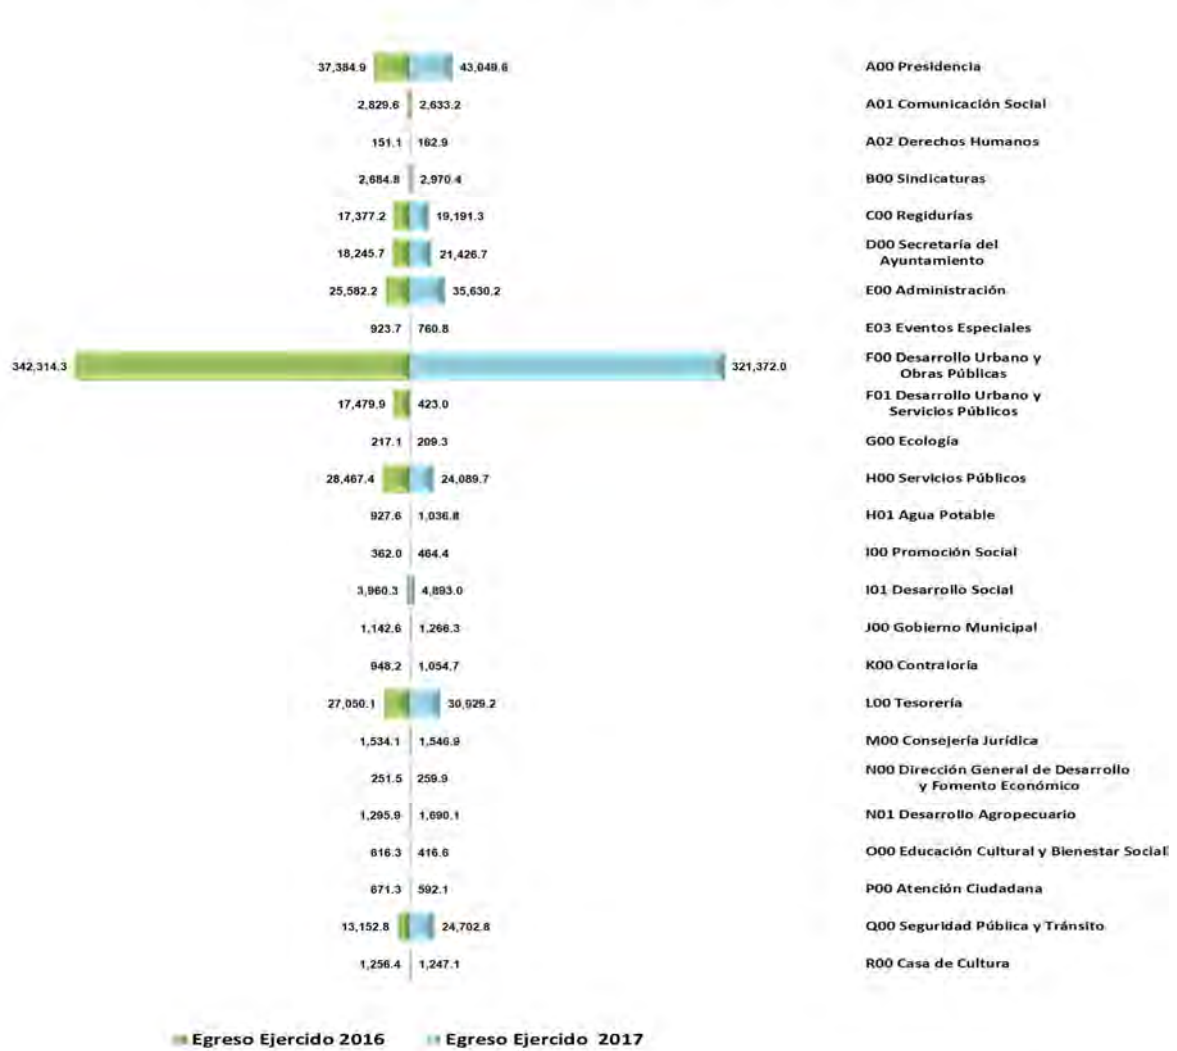 37,384.9 43,049.6 A00 Presidencia
2,829.6 2,633.2 A01 Comunicación Social
151.1 162.9 A02 Derechos Humanos
2,684.8 2,970.4 B00 Sindicaturas
17,377.2 19,191.3 C00 Regidurías
18,245.7 21,426.7 D00 Secretaría del
Ayuntamiento
25,582.2 35,630.2 E00 Administración
923.7 760.8 E03 Eventos Especiales
342,314.3 321,372.0 F00 Desarrollo Urbano y
Obras Públicas
17,479.9 423.0 F01 Desarrollo Urbano y
Servicios Públicos
217.1 209.3 G00 Ecología
28,467.4 24,089.7 H00 Servicios Públicos
927.6 1,036.8 H01 Agua Potable
362.0 464.4 I00 Promoción Social
3,960.3 4,893.0 I01 Desarrollo Social
1,142.6 1,266.3 J00 Gobierno Municipal
948.2 1,054.7 K00 Contraloría
27,050.1 30,929.2 L00 Tesorería
1,534.1 1,546.9 M00 Consejería Jurídica
251.5 259.9 N00 Dirección General de Desarrollo
y Fomento Económico
1,295.9 1,690.1 N01 Desarrollo Agropecuario
616.3 416.6 O00 Educación Cultural y Bienestar Social
671.3 592.1 P00 Atención Ciudadana
13,152.8 24,702.8 Q00 Seguridad Pública y Tránsito
1,256.4 1,247.1 R00 Casa de Cultura
Egreso Ejercido 2016 Egreso Ejercido 2017